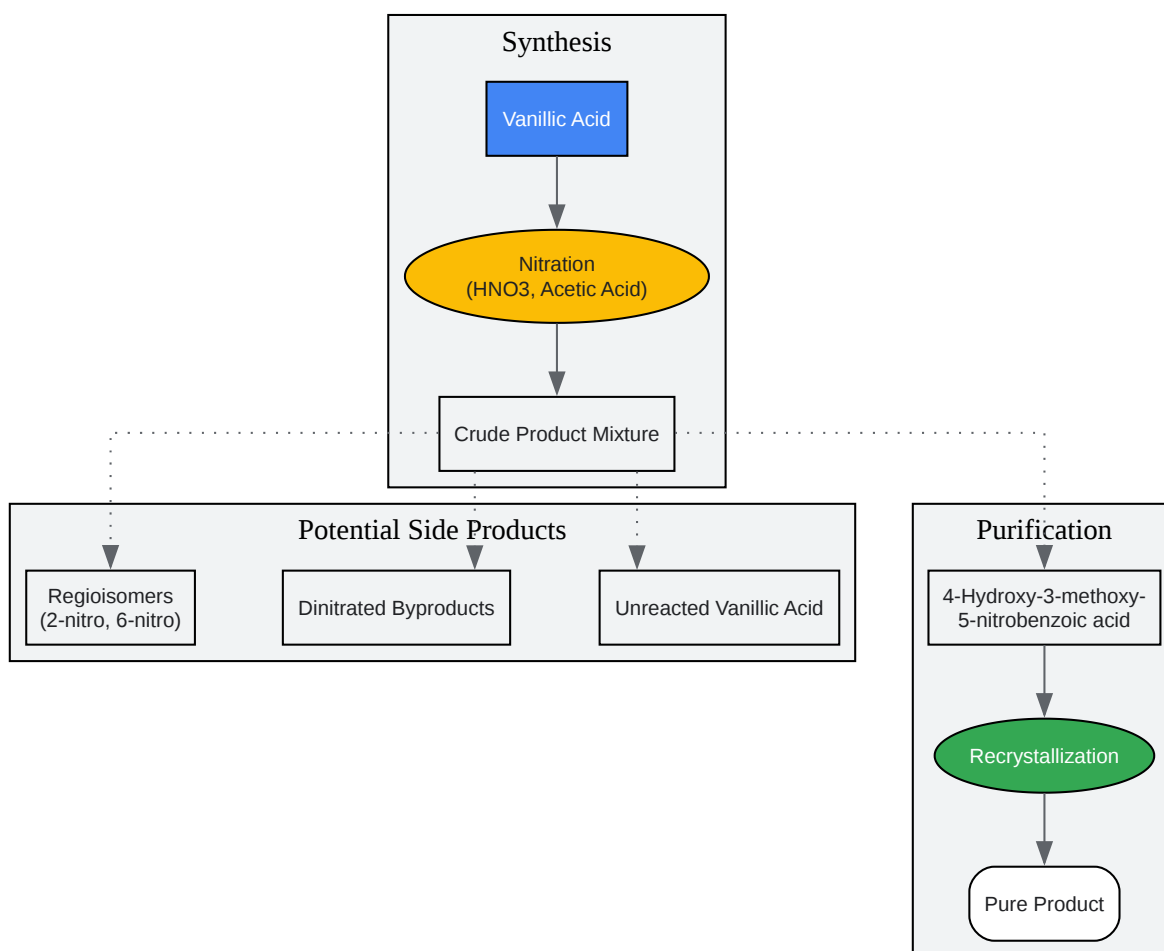 Synthesis
Vanillic Acid
Nitration
(HNO3, Acetic Acid)
Crude Product Mixture
Potential Side Products
Regioisomers
(2-nitro, 6-nitro)
Dinitrated Byproducts
Unreacted Vanillic Acid
Purification
4-Hydroxy-3-methoxy-
5-nitrobenzoic acid
Recrystallization
Pure Product